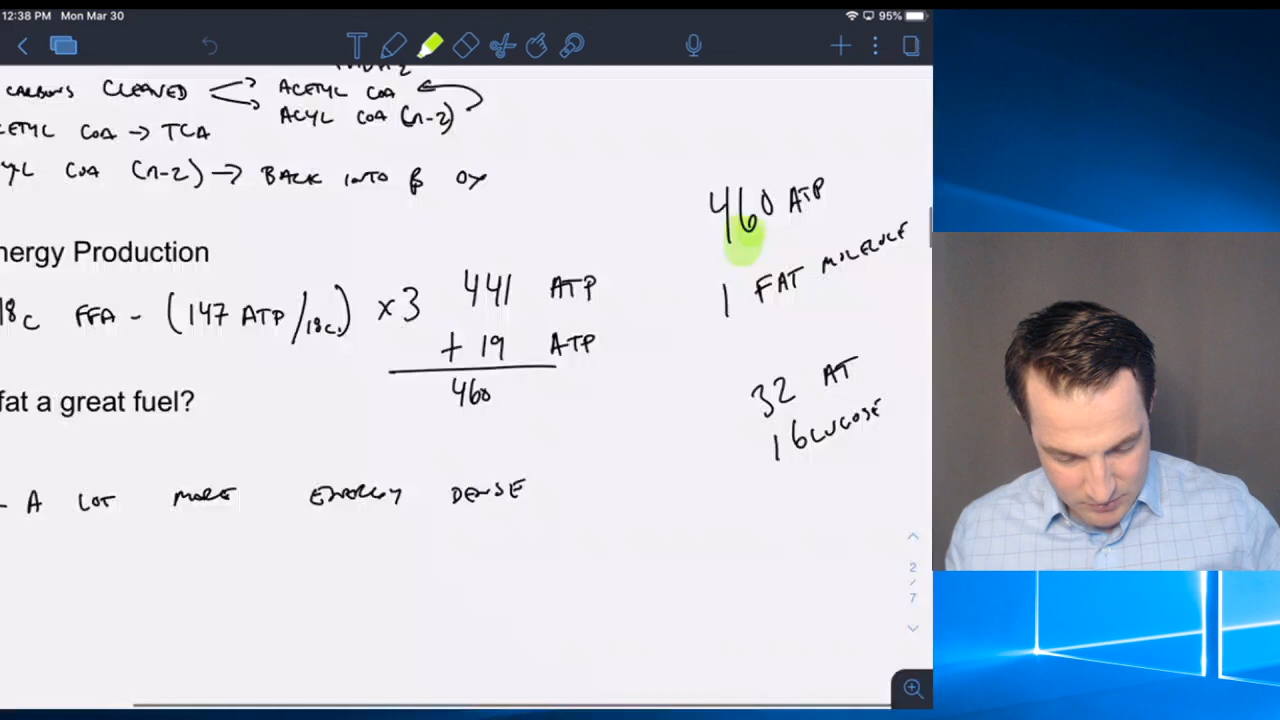 12:38 PM Mon Mar 30
95%
CARBONS CLEAVED
ACETYL COA
ACYL COA (n-2)
CETYL COA → TCA
YL COA (n-2) → BACK INTO β OX
460 ATP
1 FAT MOLECULE
nergy Production
18C FFA - (147 ATP/18C.) x3 441 ATP
+ 19 ATP
460
32 AT
1 GLUCOSE
fat a great fuel?
- A LOT MORE ENERGY DENSE
2
/
7